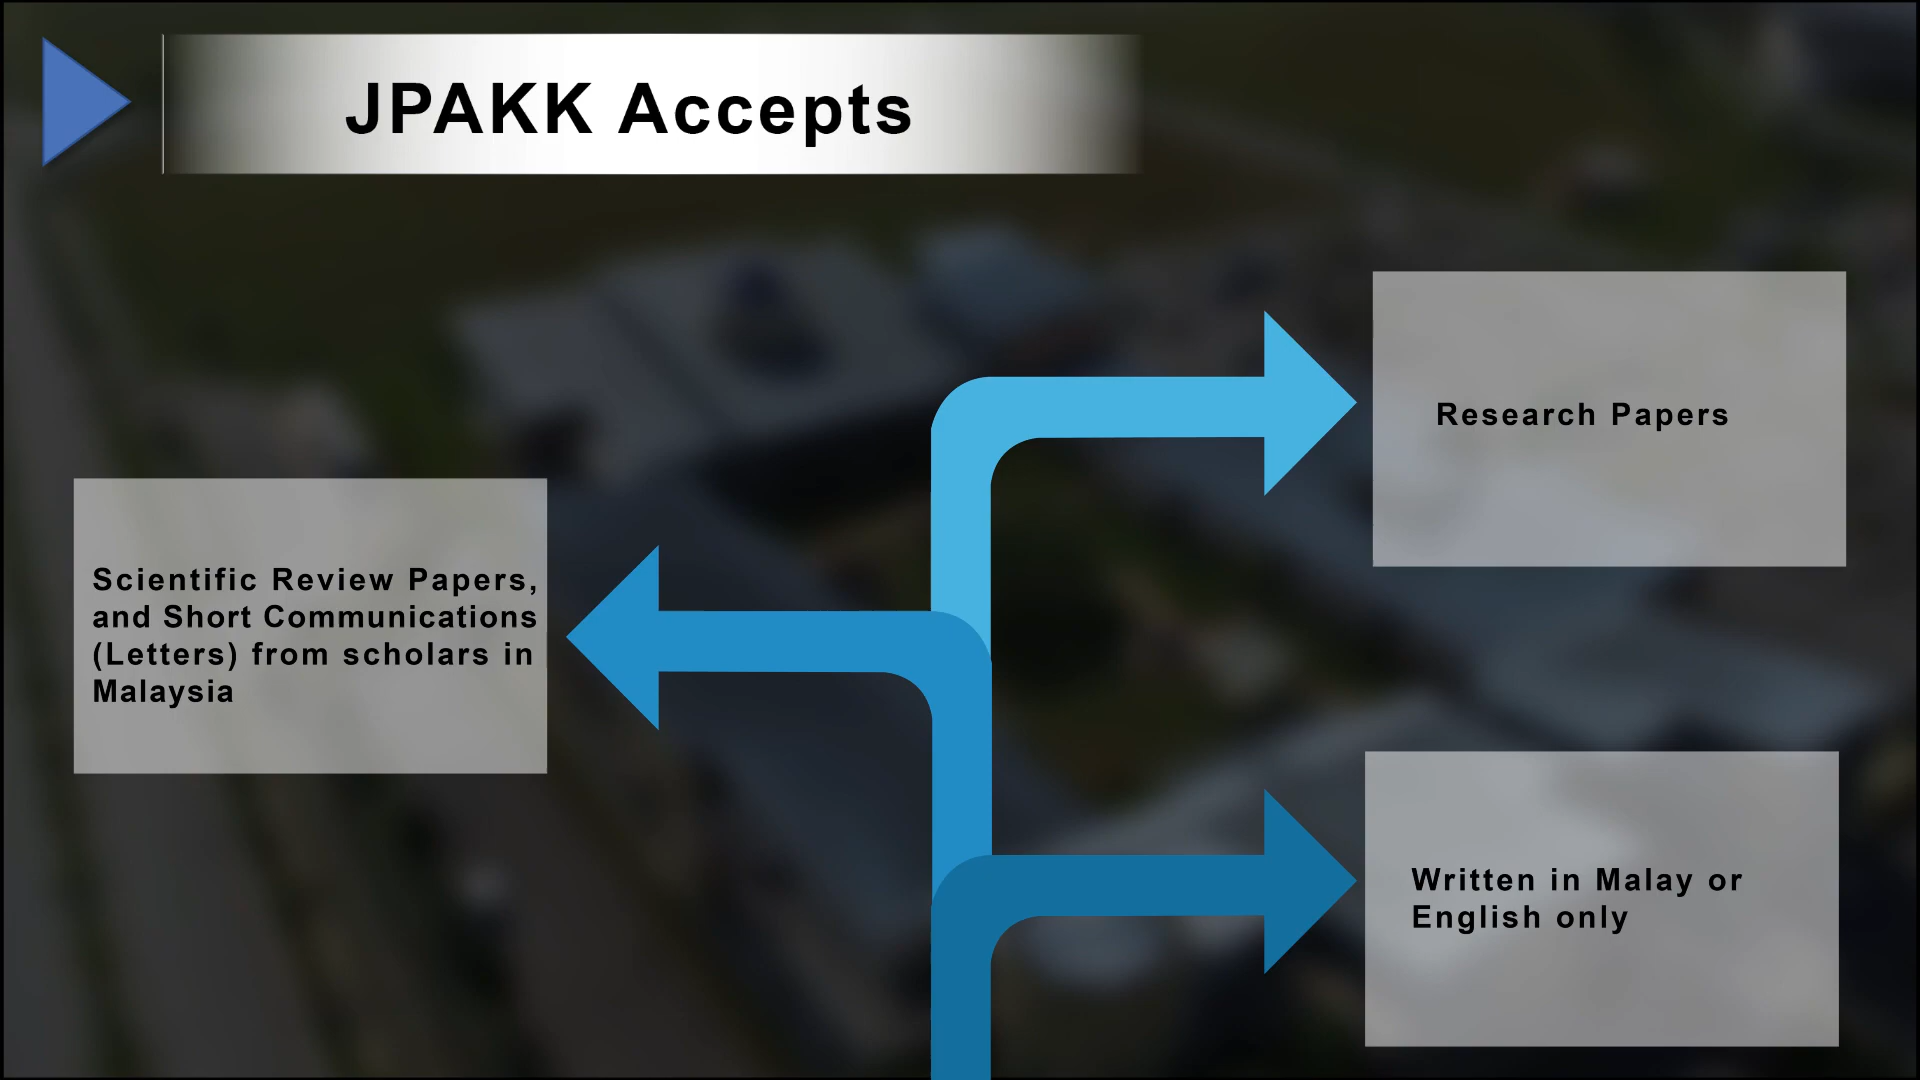 JPAKK Accepts
Research Papers
Scientific Review Papers,
and Short Communications
(Letters) from scholars in
Malaysia
Written in Malay or
English only